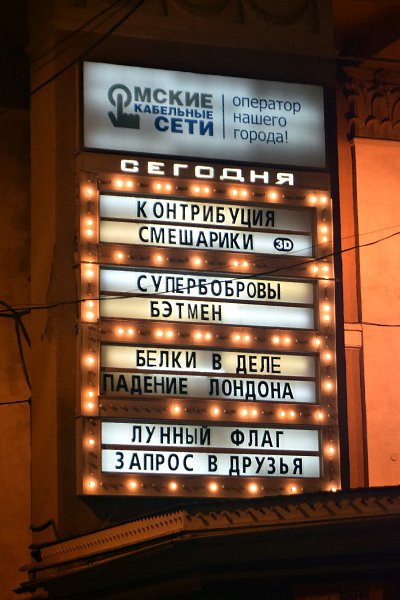 ОМСКИЕ
КАБЕЛЬНЫЕ
СЕТИ
оператор
нашего
города!
СЕГОДНЯ
КОНТРИБУЦИЯ
СМЕШАРИКИ 3D
СУПЕРБОБРОВЫ
БЭТМЕН
БЕЛКИ В ДЕЛЕ
ПАДЕНИЕ ЛОНДОНА
ЛУННЫЙ ФЛАГ
ЗАПРОС В ДРУЗЬЯ